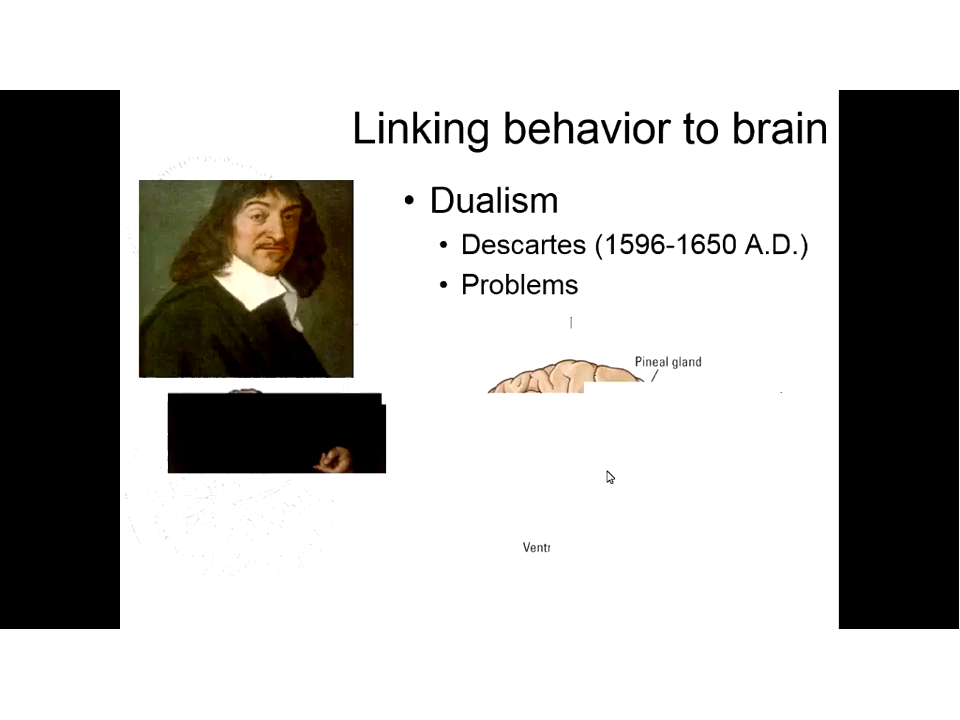 Linking behavior to brain
• Dualism
• Descartes (1596-1650 A.D.)
• Problems
Pineal gland
Ventr